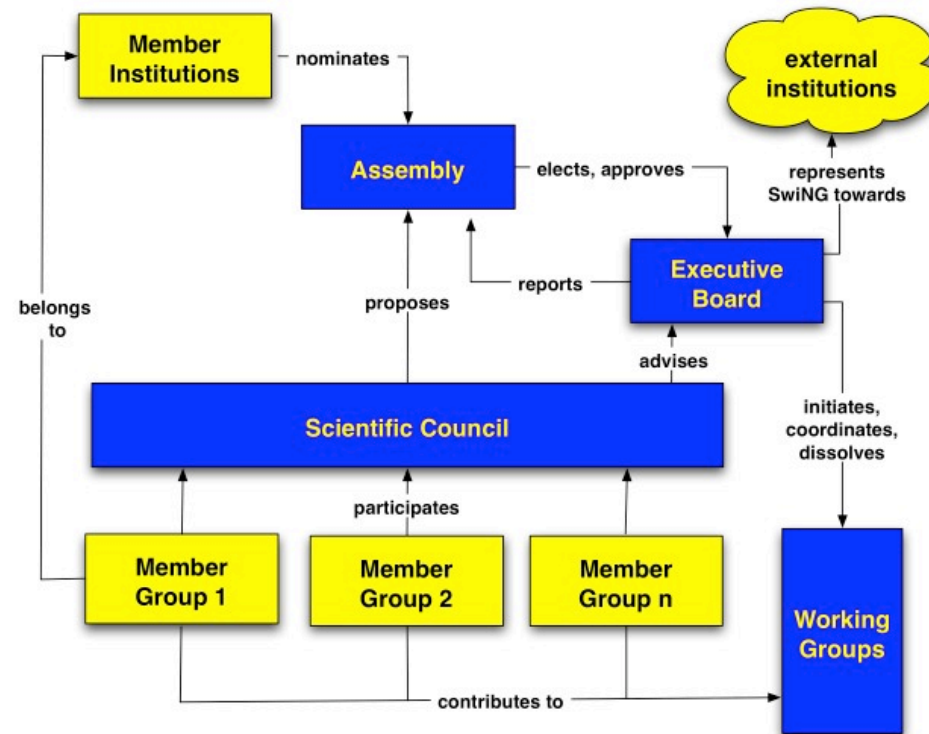 Member
Institutions
nominates
external
institutions
Assembly
elects, approves
represents
SwiNG towards
Executive
Board
reports
proposes
belongs
to
advises
Scientific Council
initiates,
coordinates,
dissolves
participates
Member
Group 1
Member
Group 2
Member
Group n
Working
Groups
contributes to